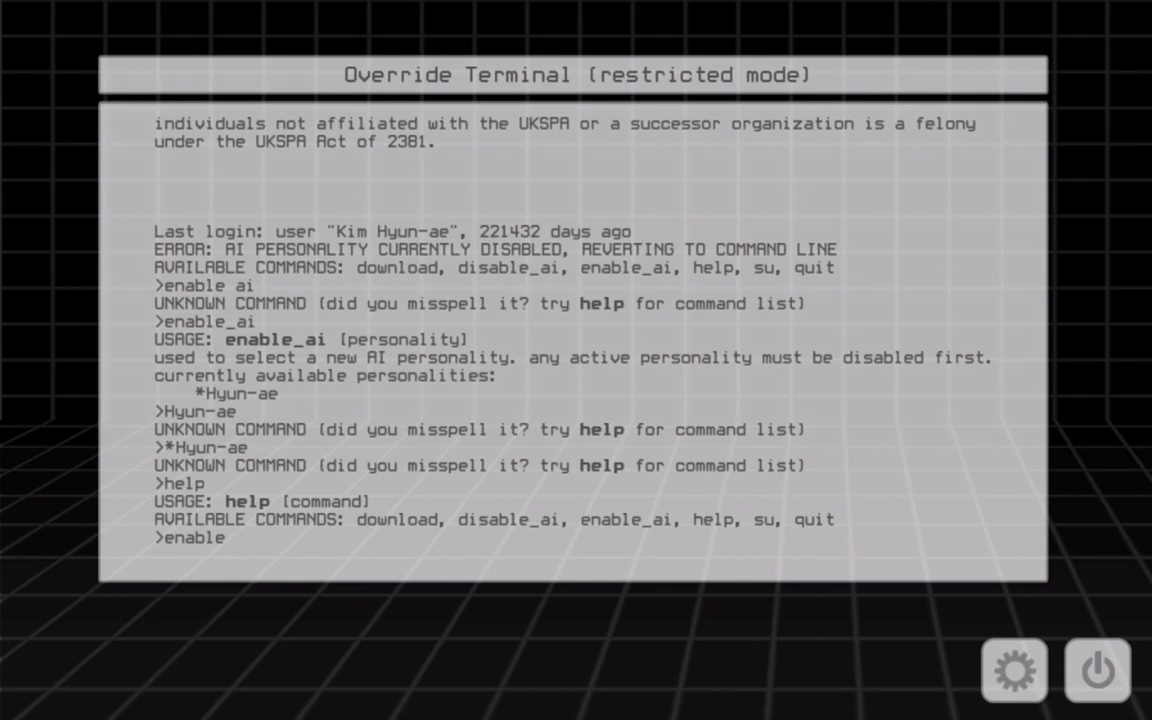 Override Terminal (restricted mode)
individuals not affiliated with the UKSPA or a successor organization is a felony
under the UKSPA Act of 2381.
Last login: user "Kim Hyun-ae", 221432 days ago
ERROR: AI PERSONALITY CURRENTLY DISABLED, REVERTING TO COMMAND LINE
AVAILABLE COMMANDS: download, disable_ai, enable_ai, help, su, quit
>enable ai
UNKNOWN COMMAND (did you misspell it? try help for command list)
>enable_ai
USAGE: enable_ai [personality]
used to select a new AI personality. any active personality must be disabled first.
currently available personalities:
*Hyun-ae
>Hyun-ae
UNKNOWN COMMAND (did you misspell it? try help for command list)
>*Hyun-ae
UNKNOWN COMMAND (did you misspell it? try help for command list)
>help
USAGE: help [command]
AVAILABLE COMMANDS: download, disable_ai, enable_ai, help, su, quit
>enable